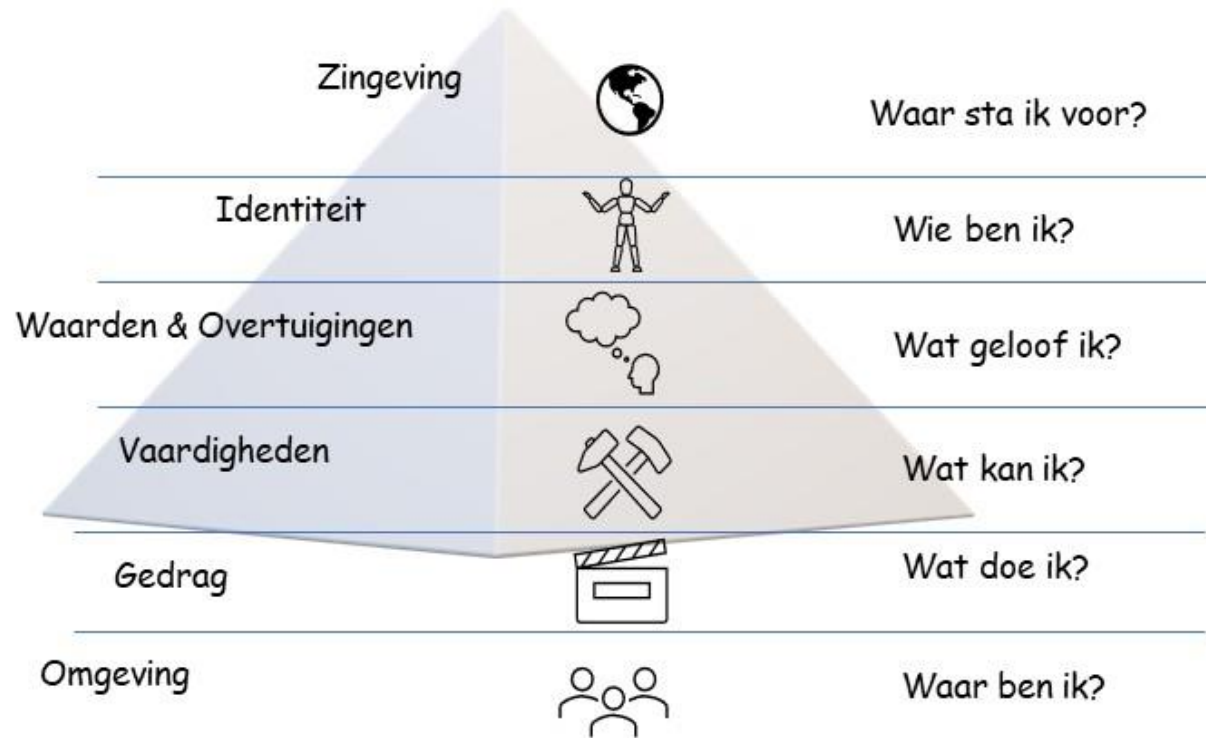 Zingeving
Waar sta ik voor?
Identiteit
Wie ben ik?
Waarden & Overtuigingen
Wat geloof ik?
Vaardigheden
Wat kan ik?
Gedrag
Wat doe ik?
Omgeving
Waar ben ik?